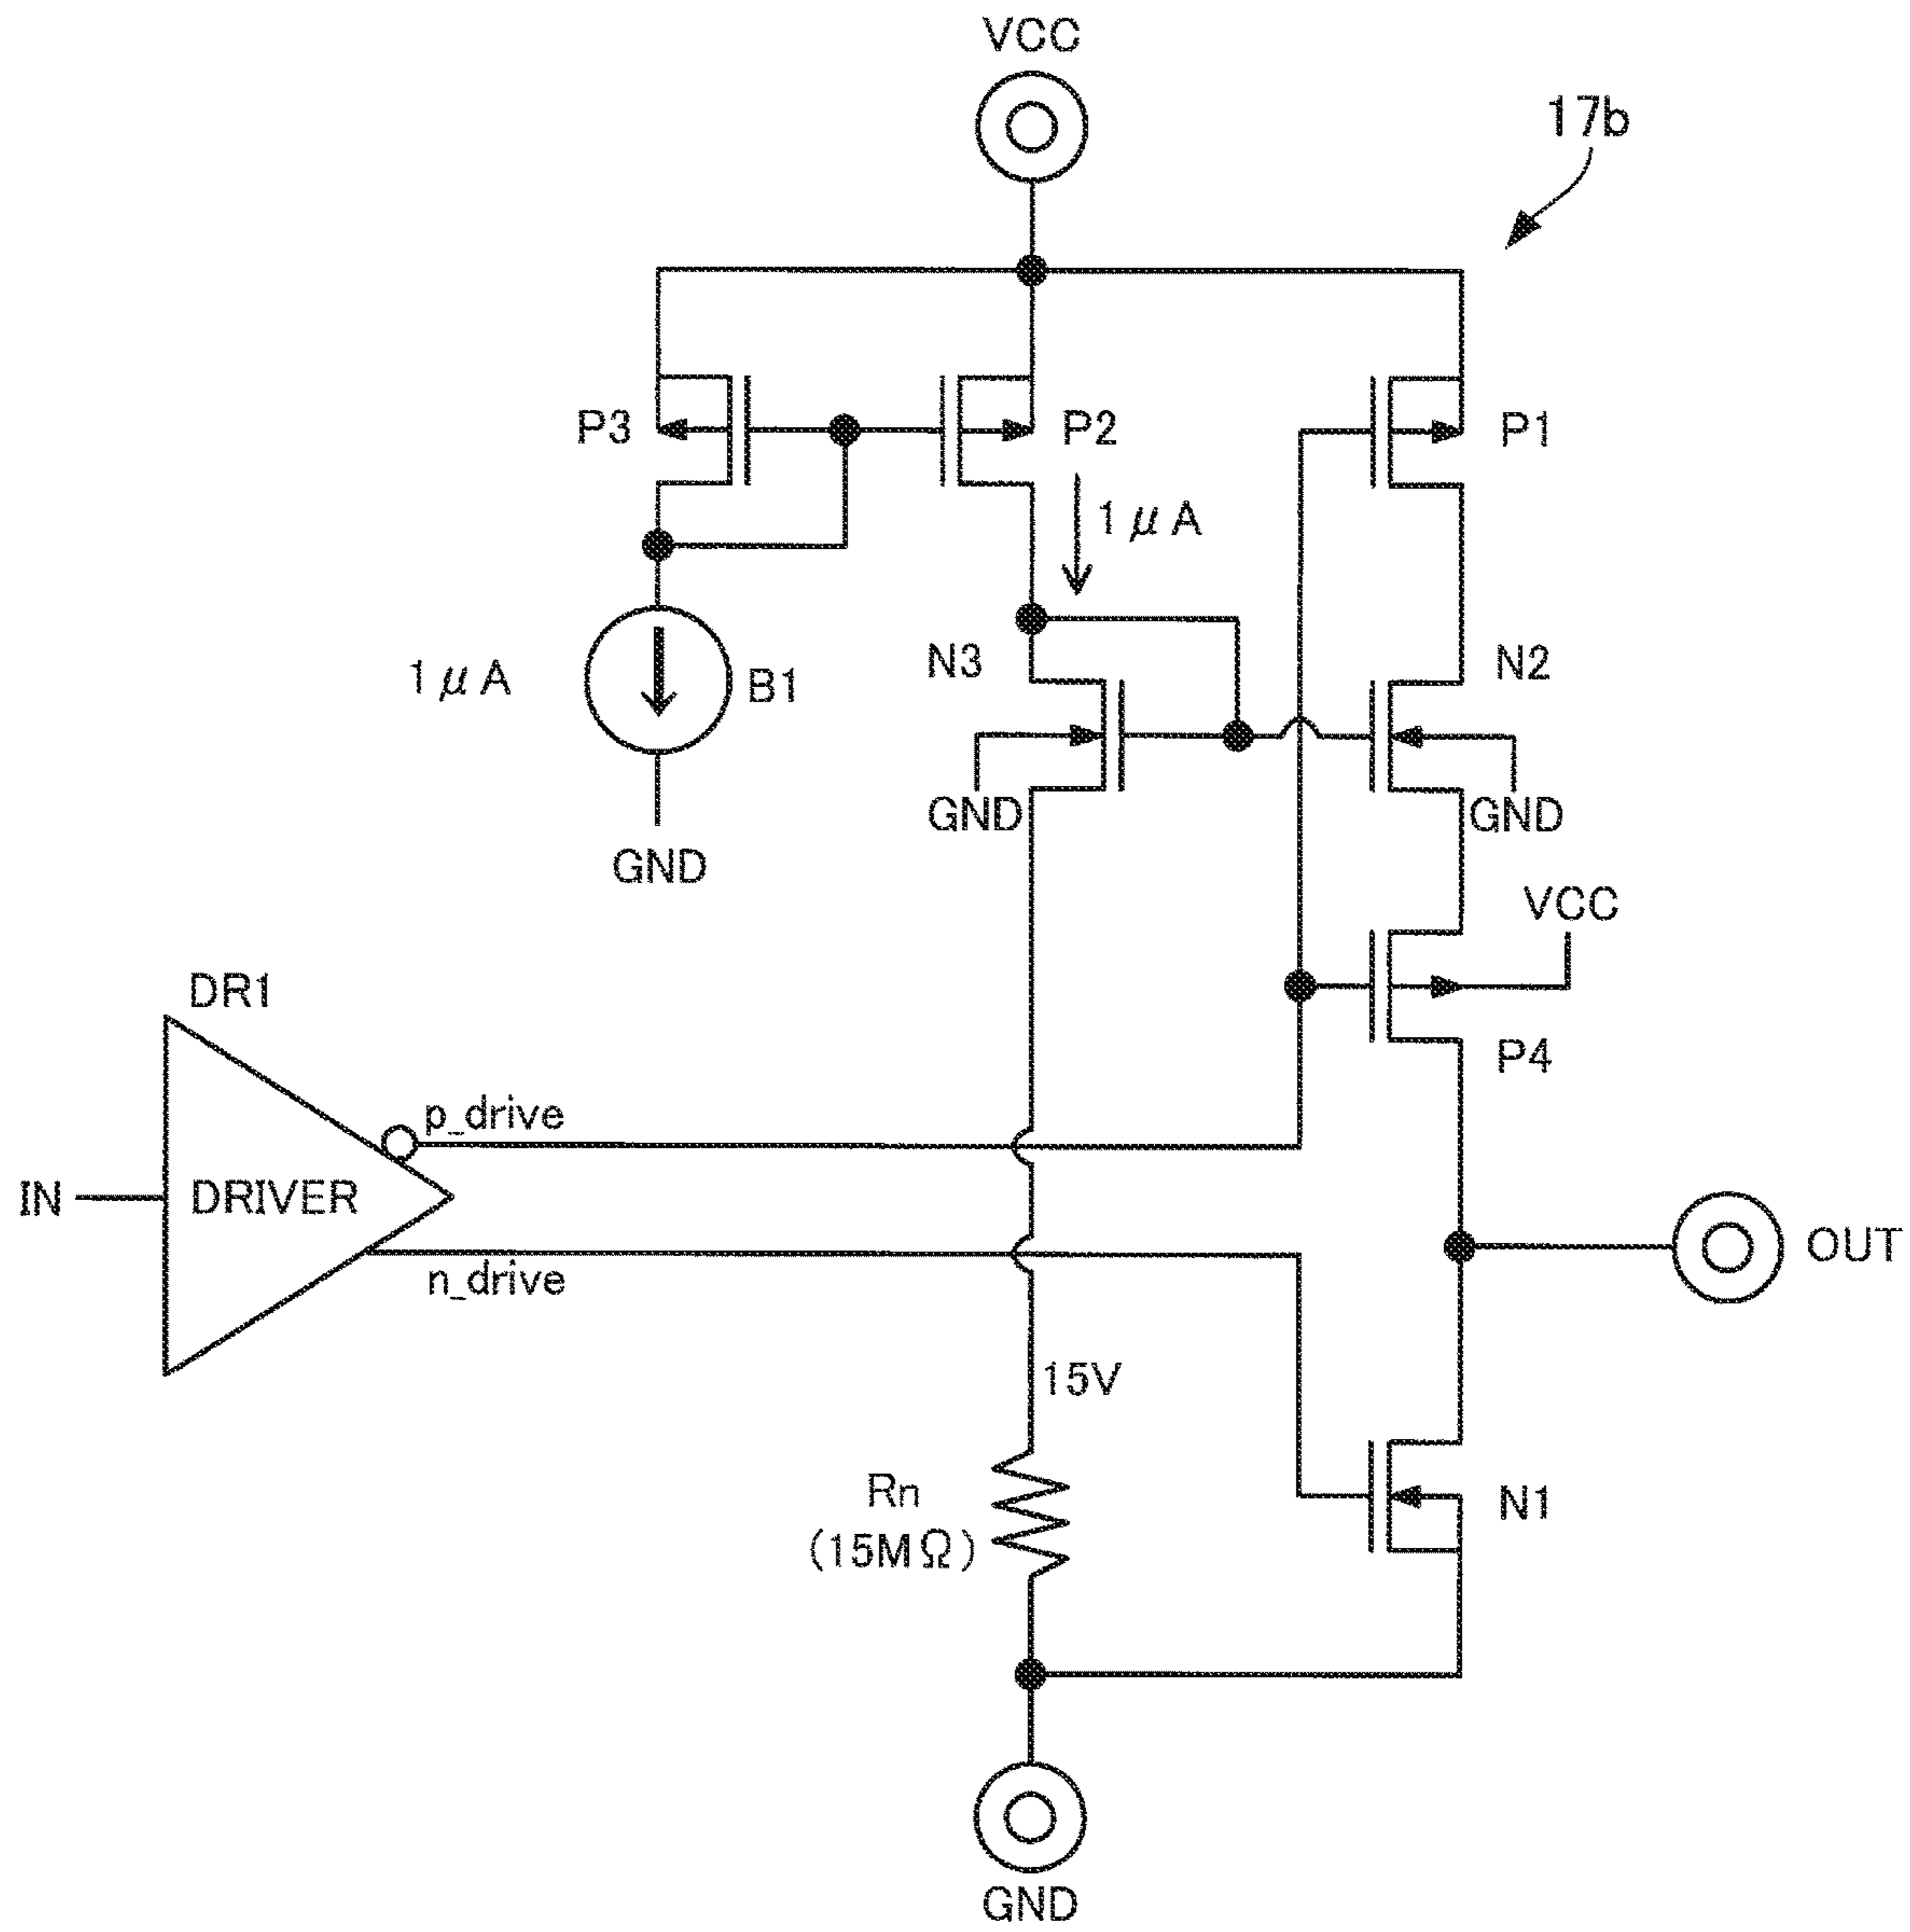 VCC
17b
P3
P2
P1
1μA
1μA
B1
N3
N2
GND
GND
GND
VCC
DR1
P4
p_drive
IN
DRIVER
OUT
n_drive
15V
Rn
(15MΩ)
N1
GND